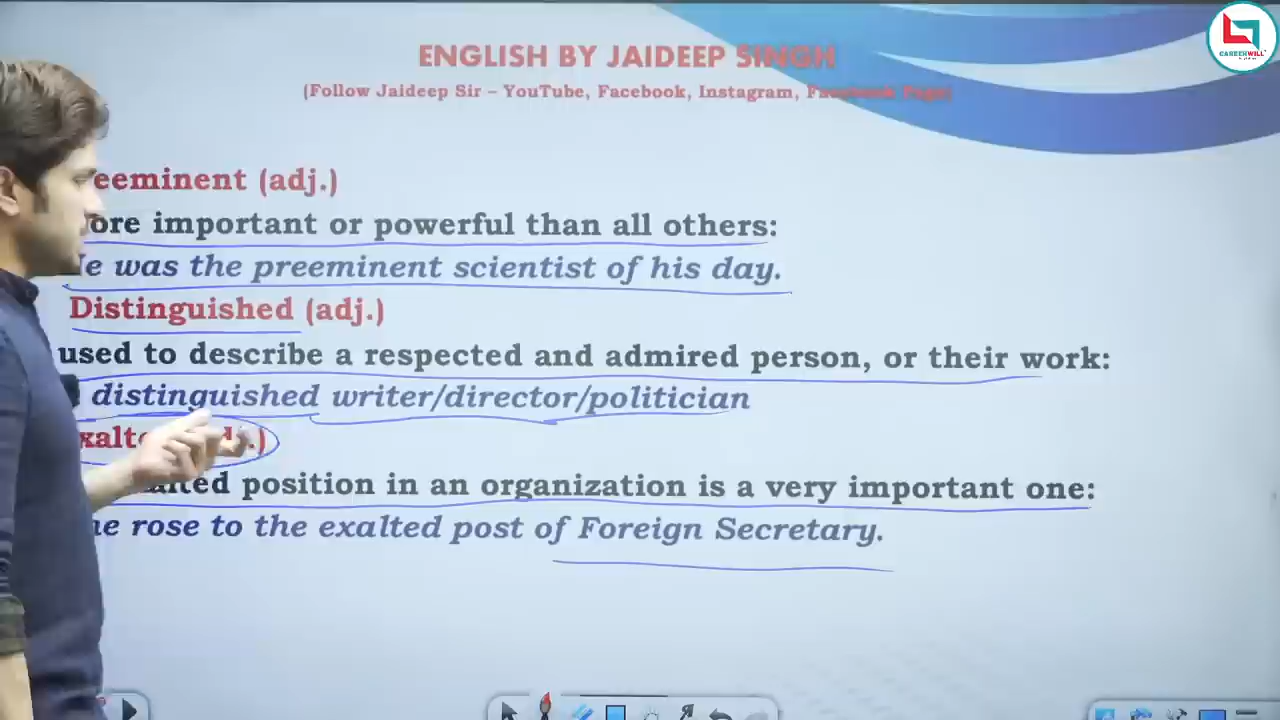 CAREERWILL
ENGLISH BY JAIDEEP SINGH
(Follow Jaideep Sir – YouTube, Facebook, Instagram, Facebook Page)
eeminent (adj.)
ore important or powerful than all others:
e was the preeminent scientist of his day.
Distinguished (adj.)
used to describe a respected and admired person, or their work:
distinguished writer/director/politician
position in an organization is a very important one:
rose to the exalted post of Foreign Secretary.